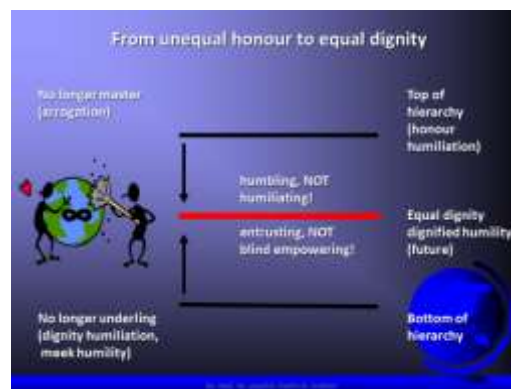 From unequal honour to equal dignity
No longer master
(arrogation)
Top of
hierarchy
(honour
humiliation)
humbling, NOT
humiliating!
Equal dignity
dignified humility
(future)
entrusting, NOT
blind empowering!
No longer underling
(dignity humiliation,
meek humility)
Bottom of
hierarchy